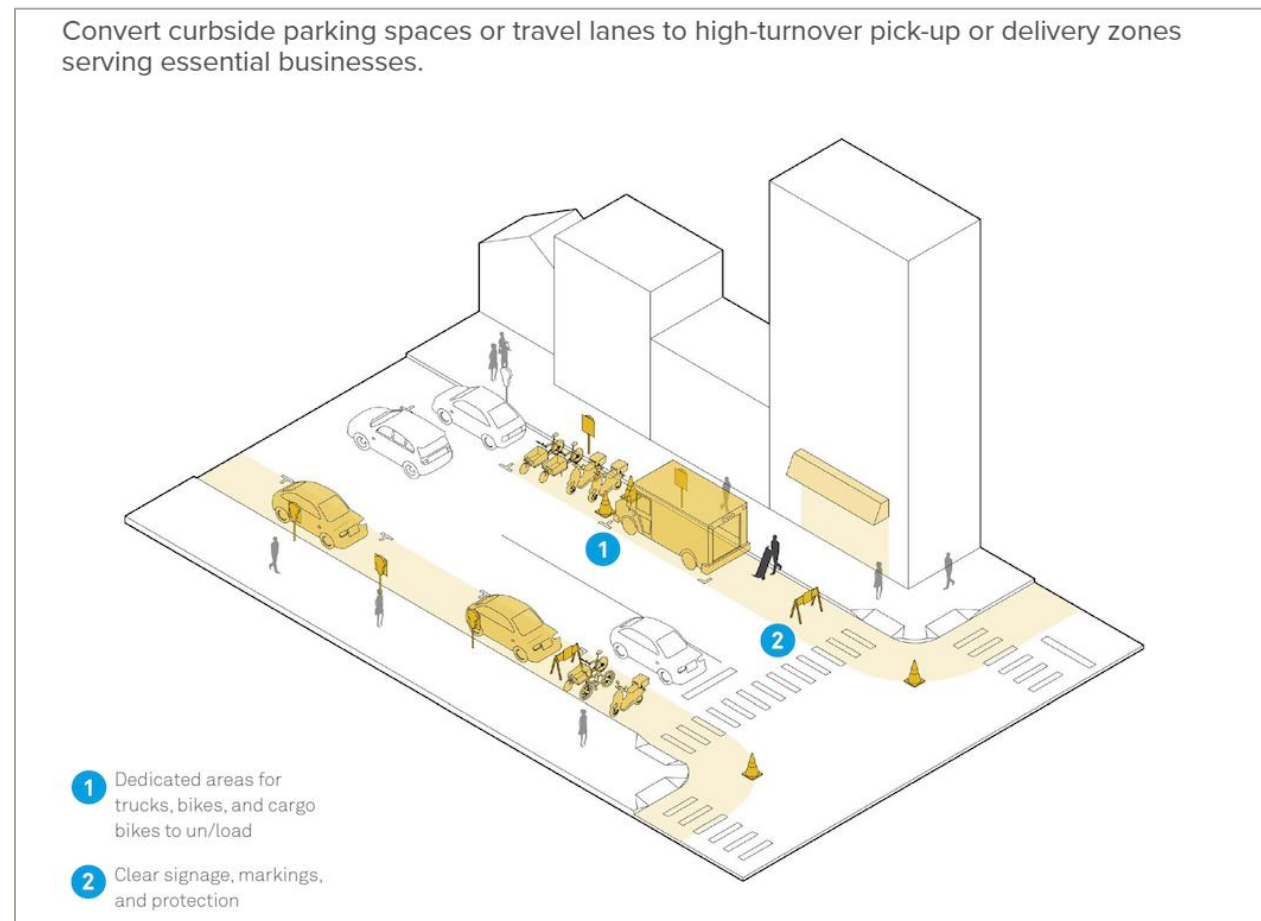 Convert curbside parking spaces or travel lanes to high-turnover pick-up or delivery zones
serving essential businesses.
1
2
1 Dedicated areas for
trucks, bikes, and cargo
bikes to un/load
2 Clear signage, markings,
and protection